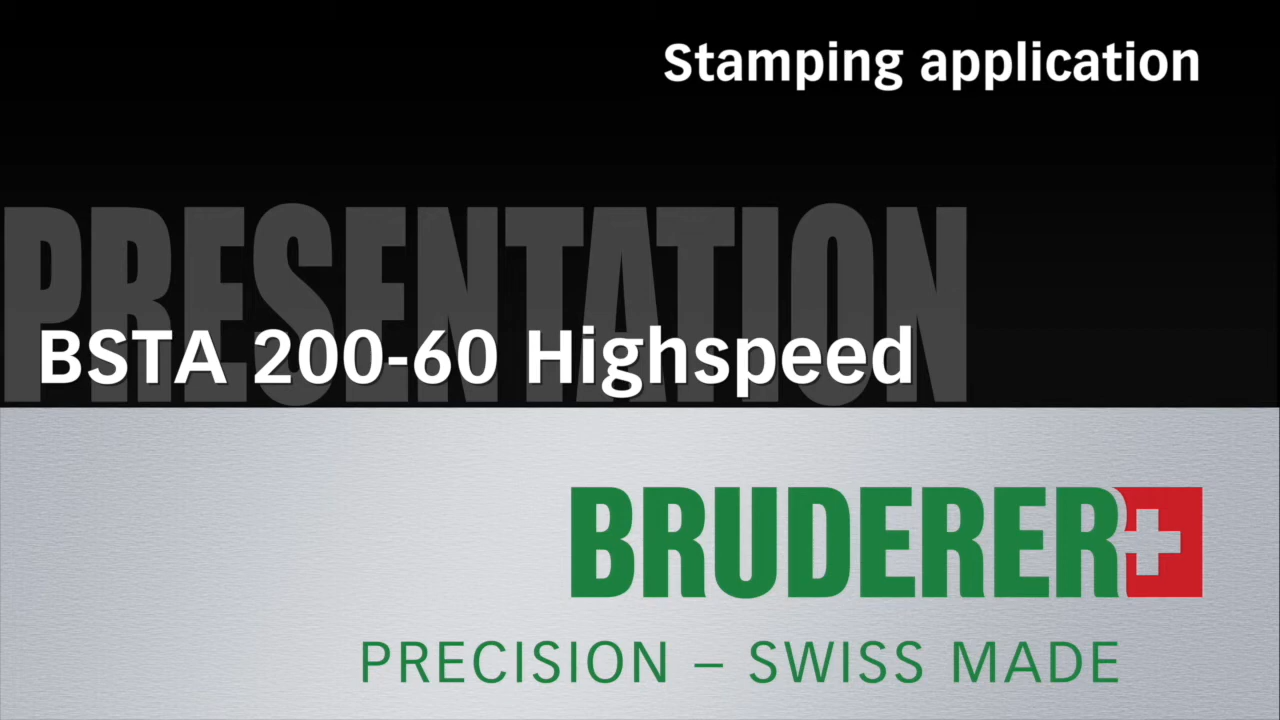 Stamping application
PRESENTATION
BSTA 200-60 Highspeed
BRUDERER
PRECISION – SWISS MADE